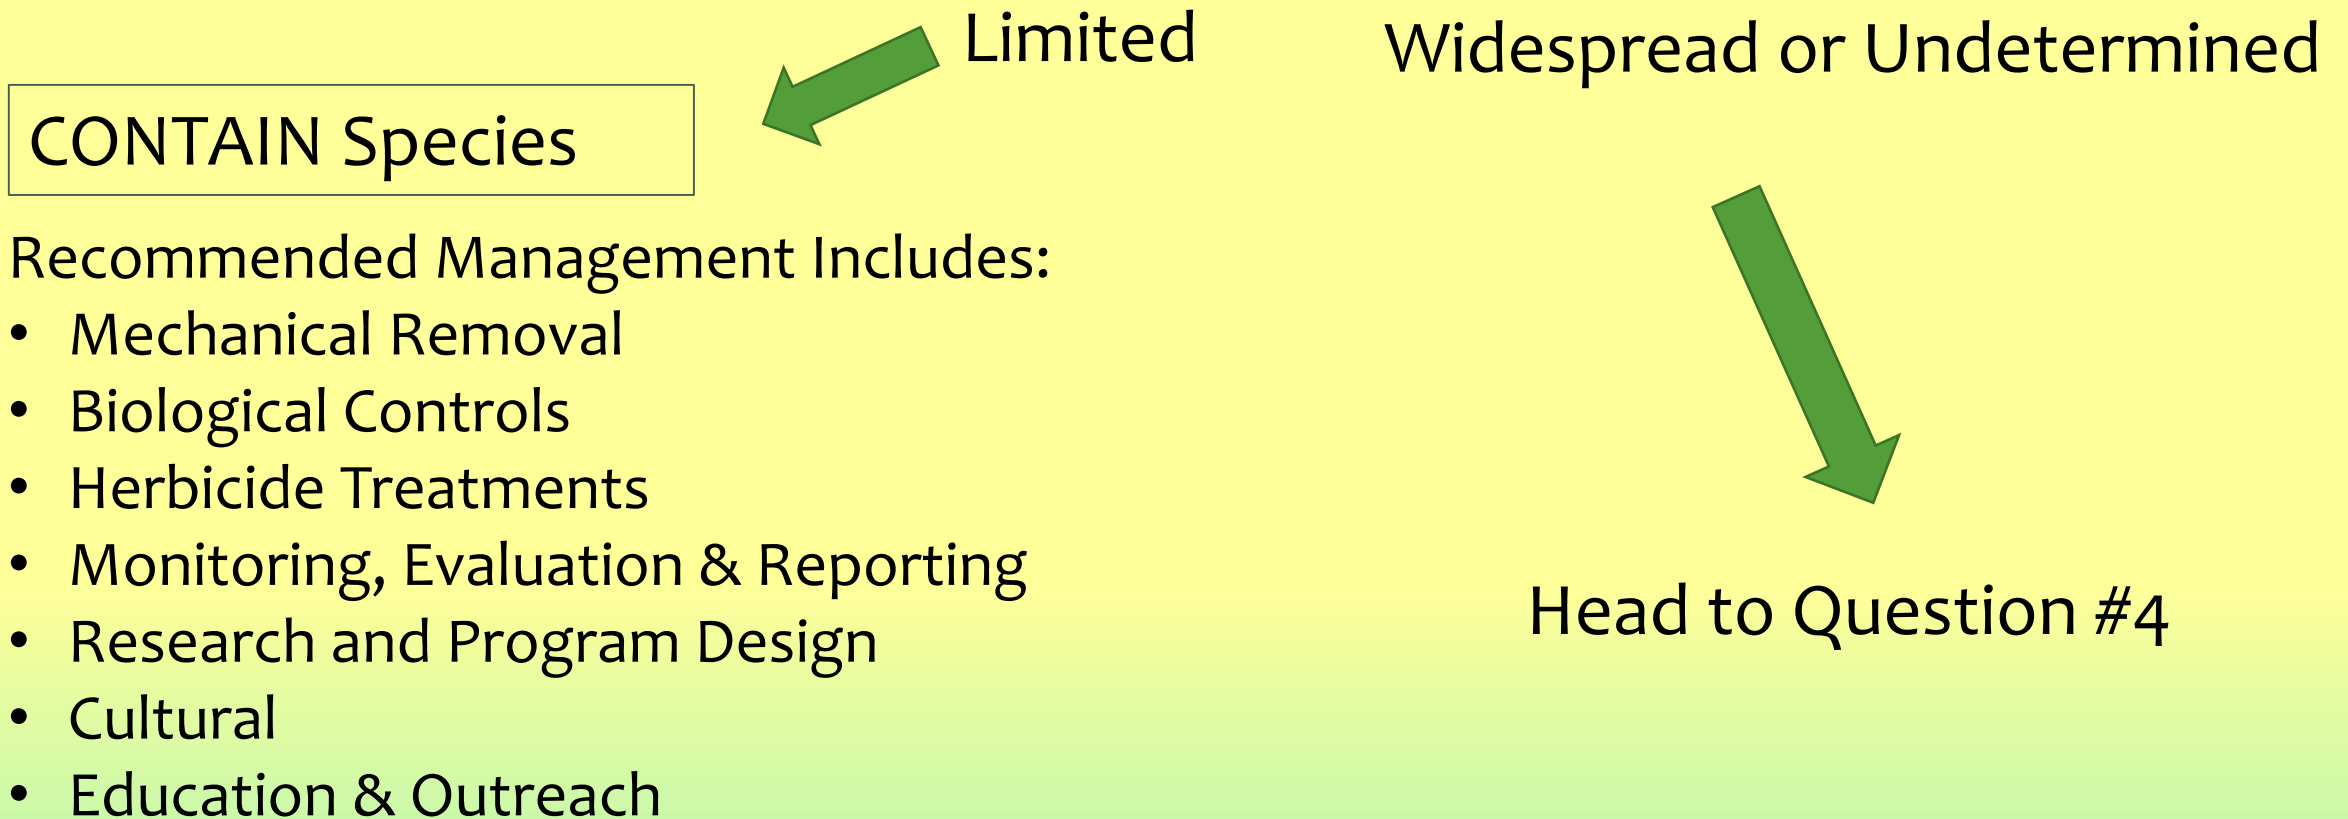 Limited
Widespread or Undetermined
CONTAIN Species
Recommended Management Includes:
• Mechanical Removal
• Biological Controls
• Herbicide Treatments
• Monitoring, Evaluation & Reporting
• Research and Program Design
• Cultural
• Education & Outreach
Head to Question #4